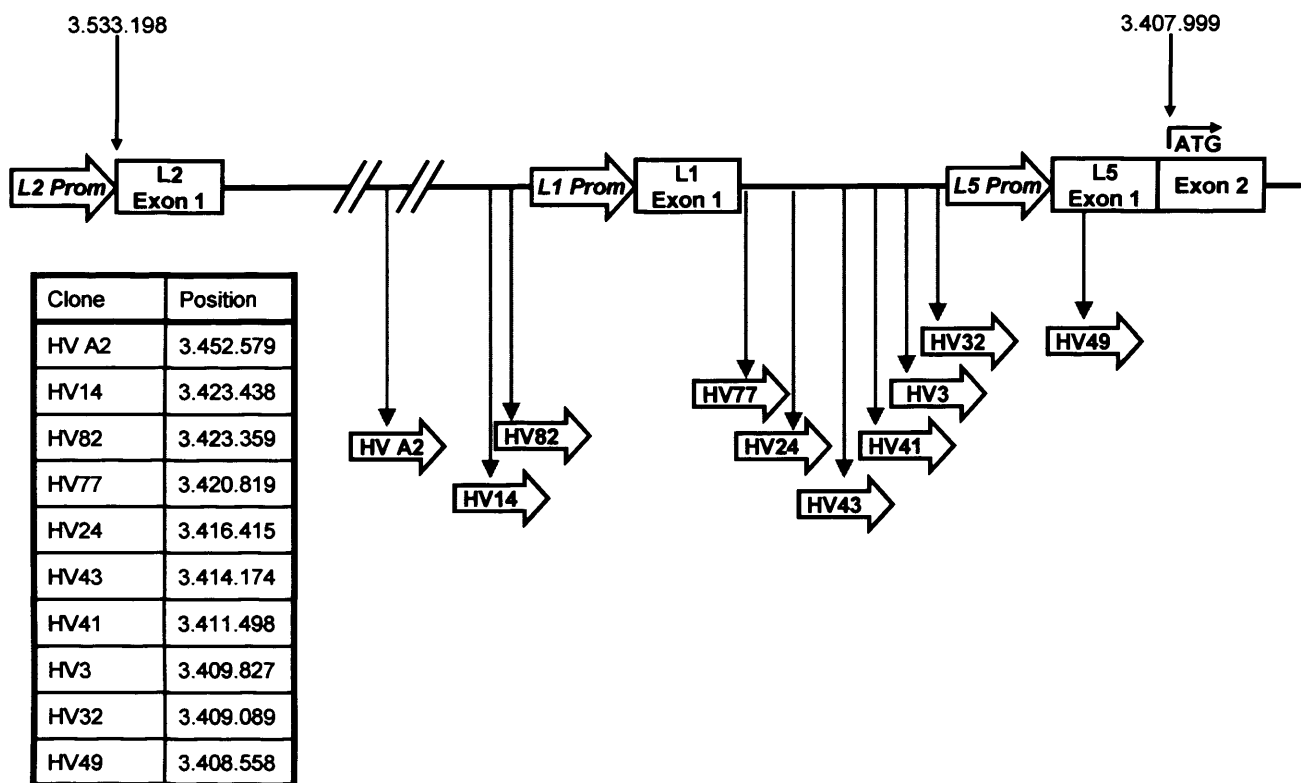 3.533.198
3.407.999
ATG
L2 Prom
L2
Exon 1
L1 Prom
L1
Exon 1
L5 Prom
L5
Exon 1
Exon 2
HV A2
HV14
HV82
HV77
HV24
HV43
HV41
HV3
HV32
HV49
Clone Position
HV A2 3.452.579
HV14 3.423.438
HV82 3.423.359
HV77 3.420.819
HV24 3.416.415
HV43 3.414.174
HV41 3.411.498
HV3 3.409.827
HV32 3.409.089
HV49 3.408.558